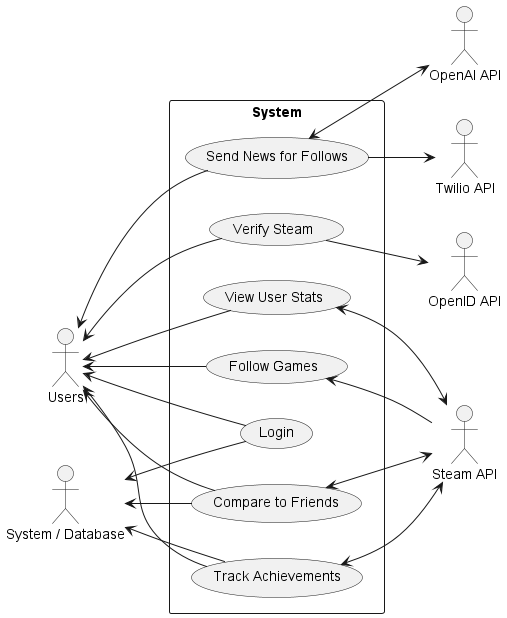 OpenAI API
System
Send News for Follows
Twilio API
Verify Steam
OpenID API
View User Stats
Follow Games
Users
Login
Steam API
Compare to Friends
System / Database
Track Achievements